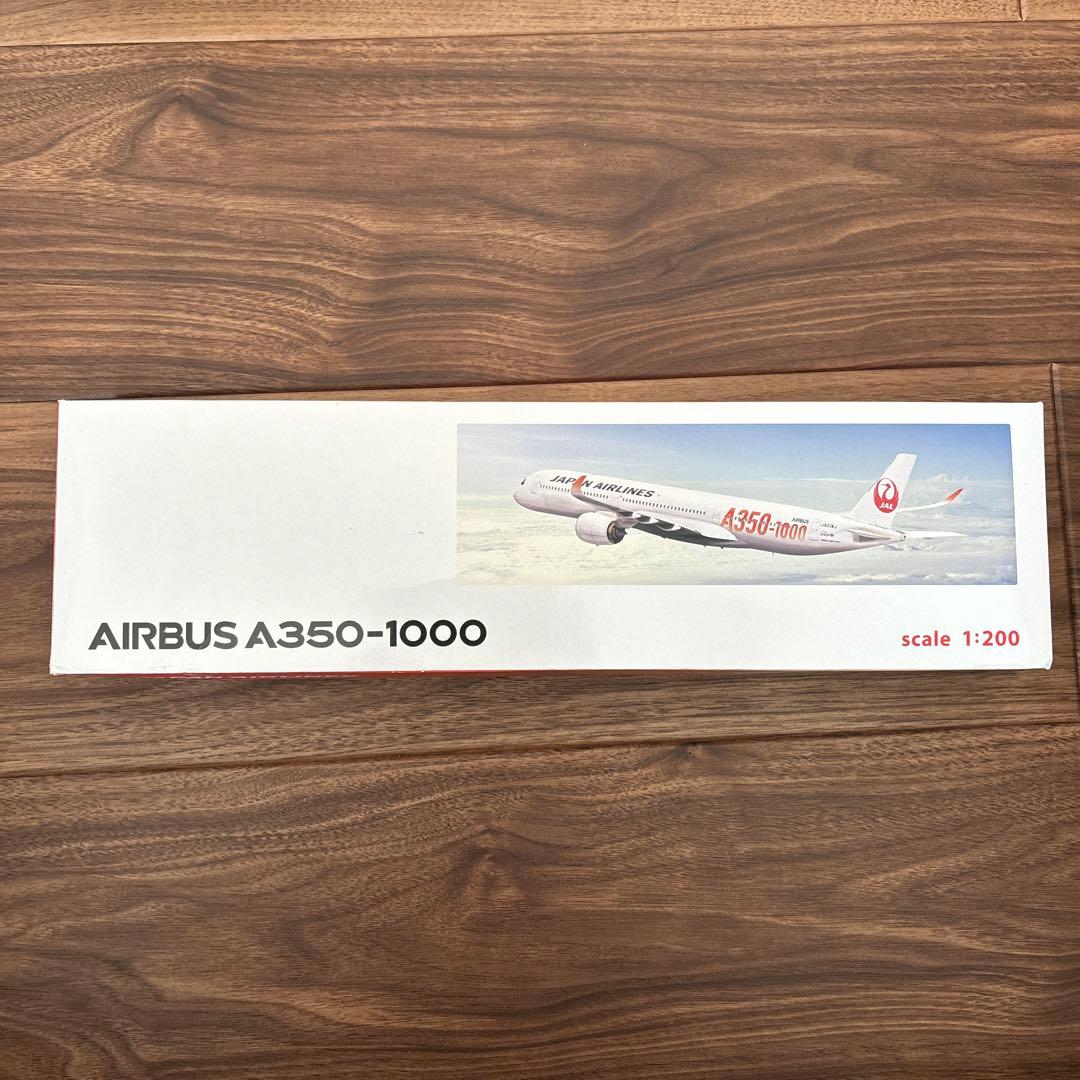 JAPAN AIRLINES
A350-1000
AIRBUS
JAL
AIRBUS A350-1000
scale 1:200